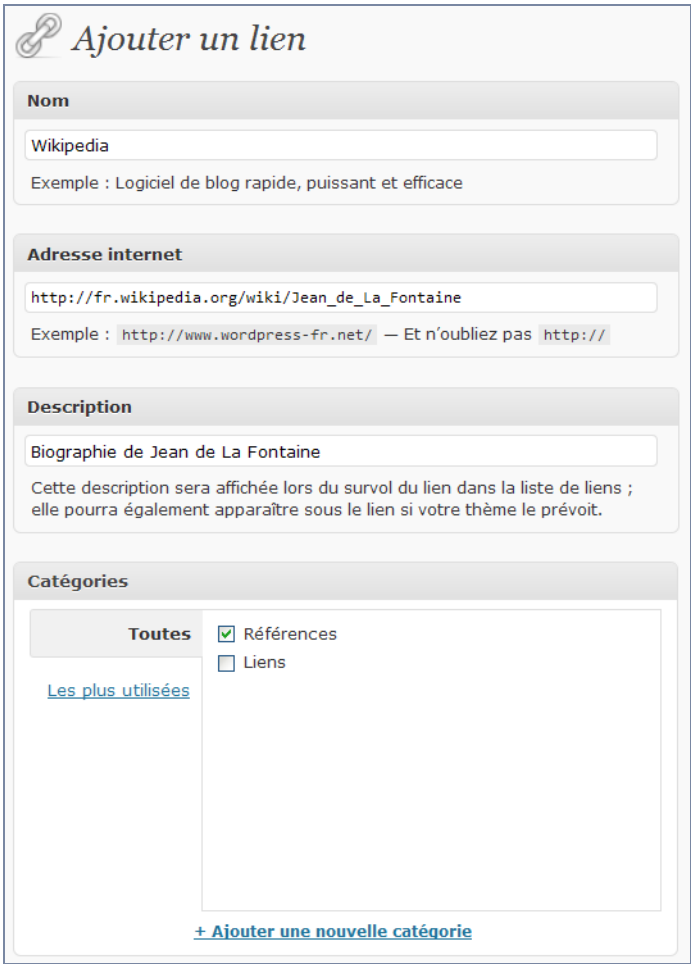 Ajouter un lien
Nom
Wikipedia
Exemple : Logiciel de blog rapide, puissant et efficace
Adresse internet
http://fr.wikipedia.org/wiki/Jean_de_La_Fontaine
Exemple : http://www.wordpress-fr.net/ — Et n’oubliez pas http://
Description
Biographie de Jean de La Fontaine
Cette description sera affichée lors du survol du lien dans la liste de liens ;
elle pourra également apparaître sous le lien si votre thème le prévoit.
Catégories
Toutes
Références
Liens
Les plus utilisées
+ Ajouter une nouvelle catégorie